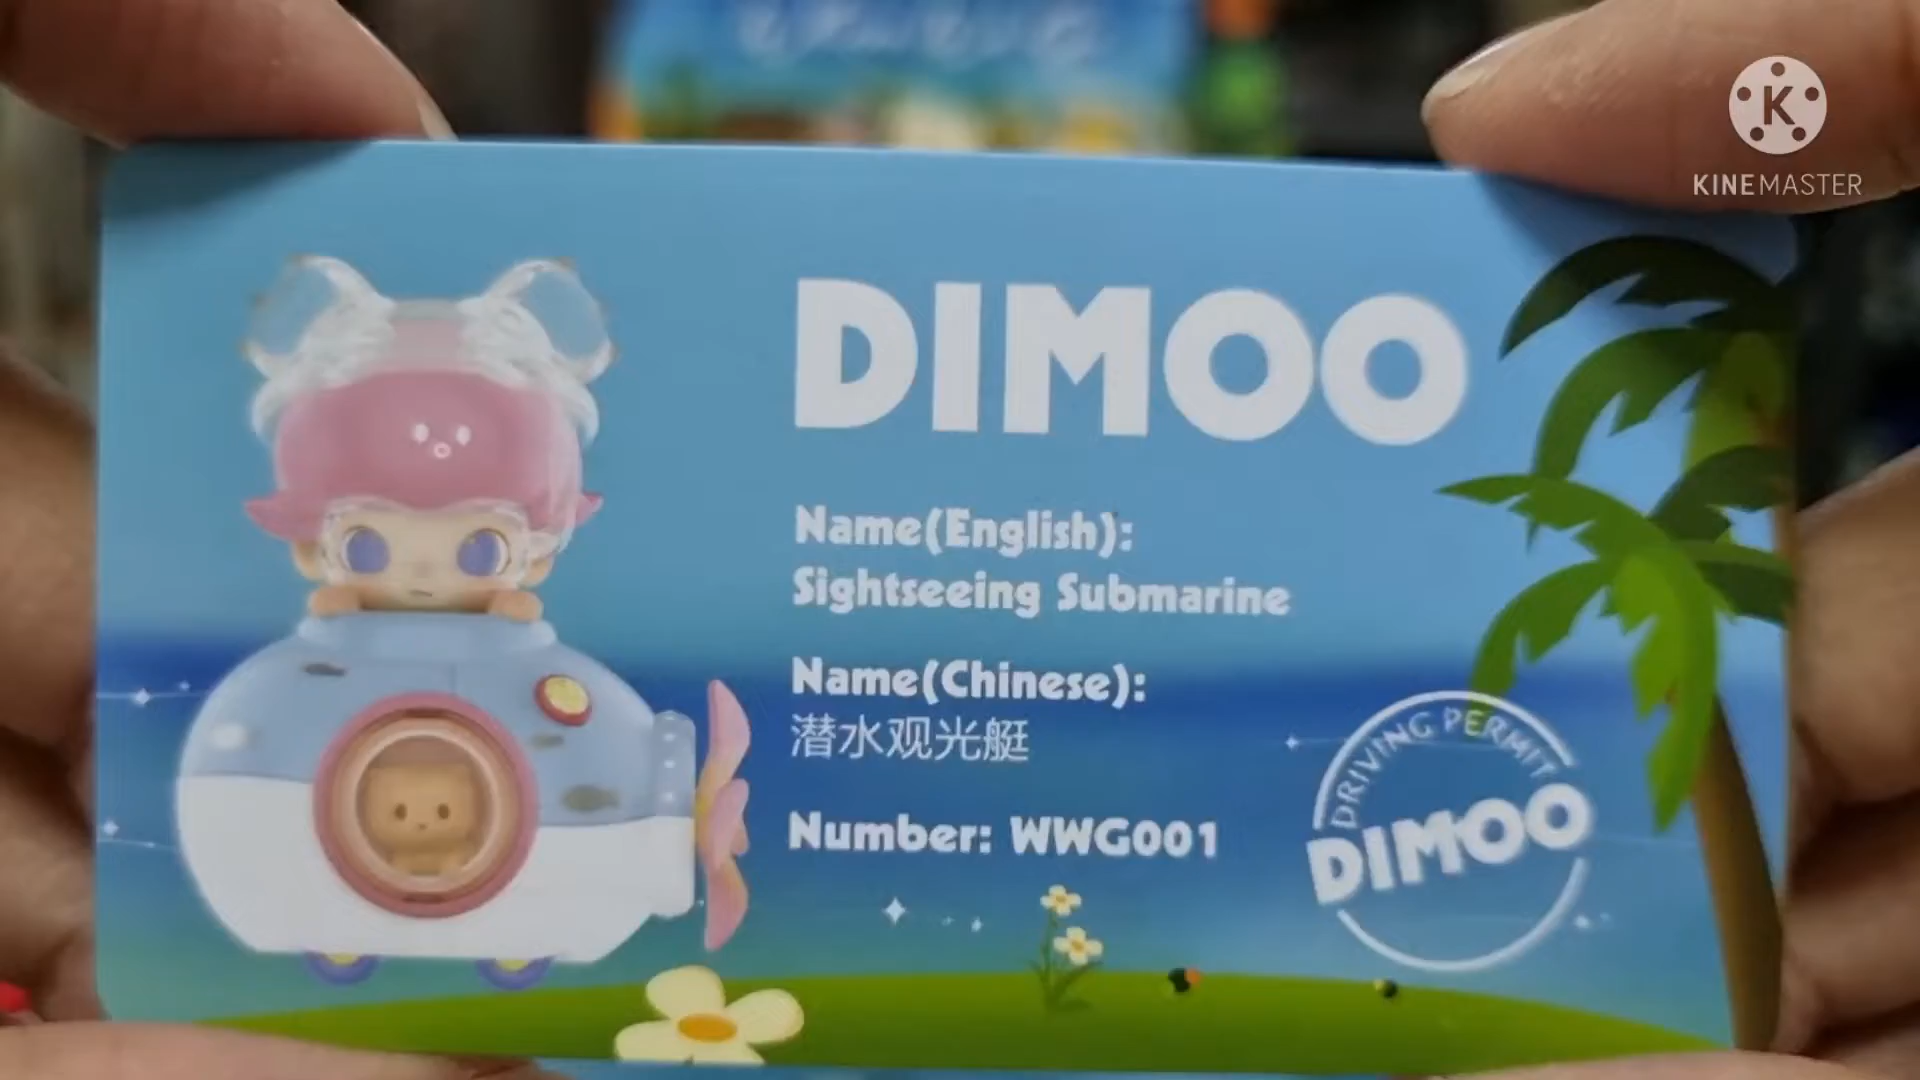 KINEMASTER
DIMOO
Name(English):
Sightseeing Submarine
Name(Chinese):
潜水观光艇
Number: WWG001
DRIVING PERMIT
DIMOO